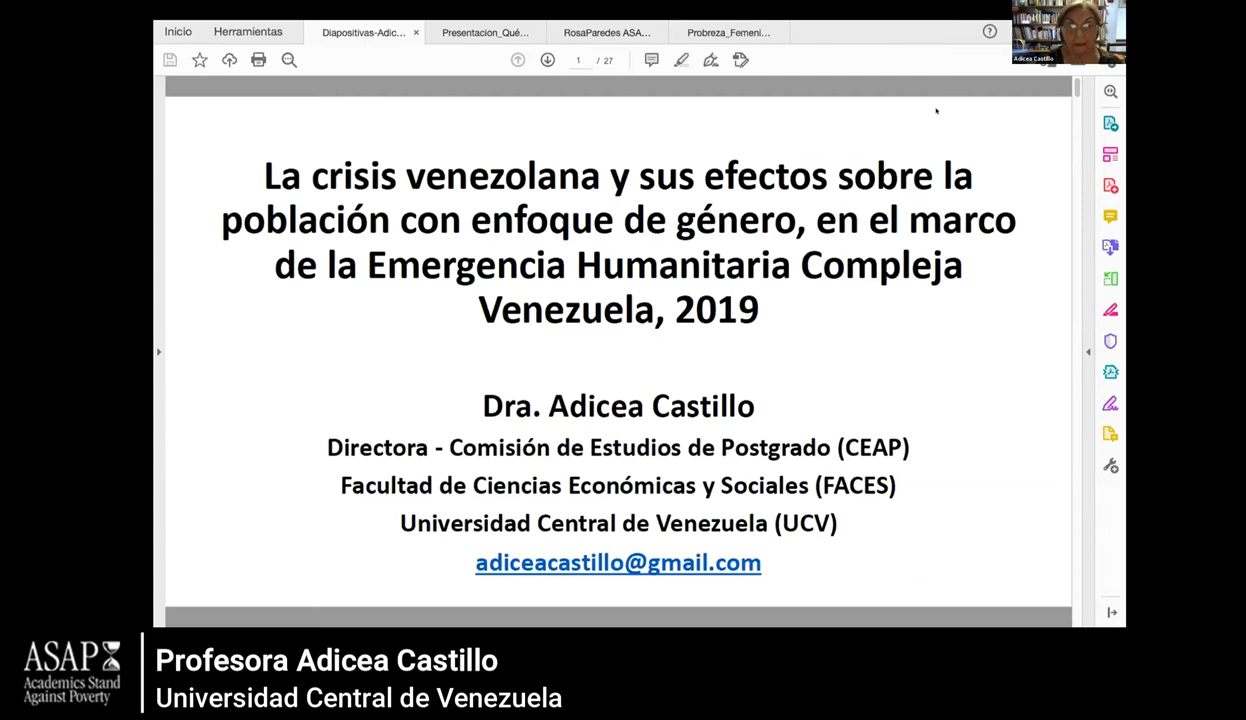 Inicio Herramientas Diapositivas-Adic... × Presentacion_Qué... RosaParedes ASA... Probreza_Femeni...
1 / 27
Adicea Castillo
La crisis venezolana y sus efectos sobre la
población con enfoque de género, en el marco
de la Emergencia Humanitaria Compleja
Venezuela, 2019
Dra. Adicea Castillo
Directora - Comisión de Estudios de Postgrado (CEAP)
Facultad de Ciencias Económicas y Sociales (FACES)
Universidad Central de Venezuela (UCV)
adiceacastillo@gmail.com
ASAP
Academics Stand
Against Poverty
Profesora Adicea Castillo
Universidad Central de Venezuela